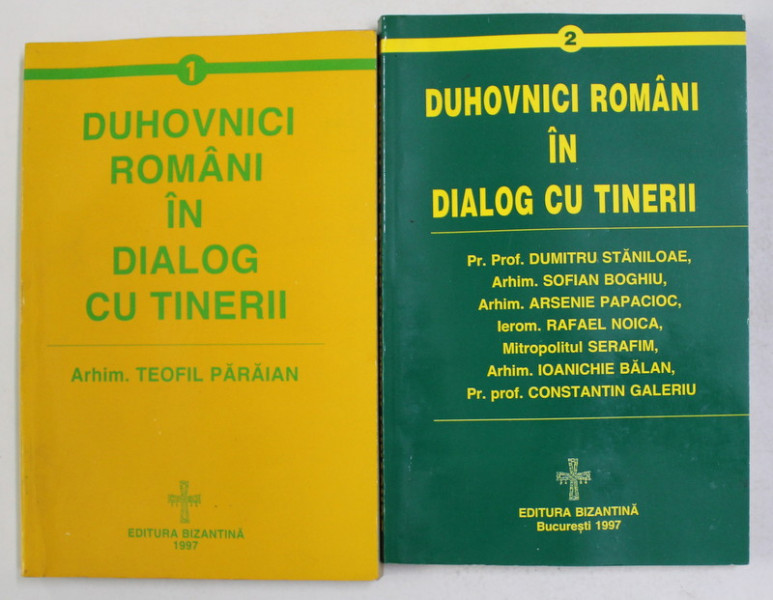 1
DUHOVNICI
ROMÂNI
ÎN
DIALOG
CU TINERII
Arhim. TEOFIL PĂRĂIAN
EDITURA BIZANTINĂ
1997
2
DUHOVNICI ROMÂNI
ÎN
DIALOG CU TINERII
Pr. Prof. DUMITRU STĂNILOAE,
Arhim. SOFIAN BOGHIU,
Arhim. ARSENIE PAPACIOC,
Ierom. RAFAEL NOICA,
Mitropolitul SERAFIM,
Arhim. IOANICHIE BĂLAN,
Pr. prof. CONSTANTIN GALERIU
EDITURA BIZANTINĂ
Bucureşti 1997